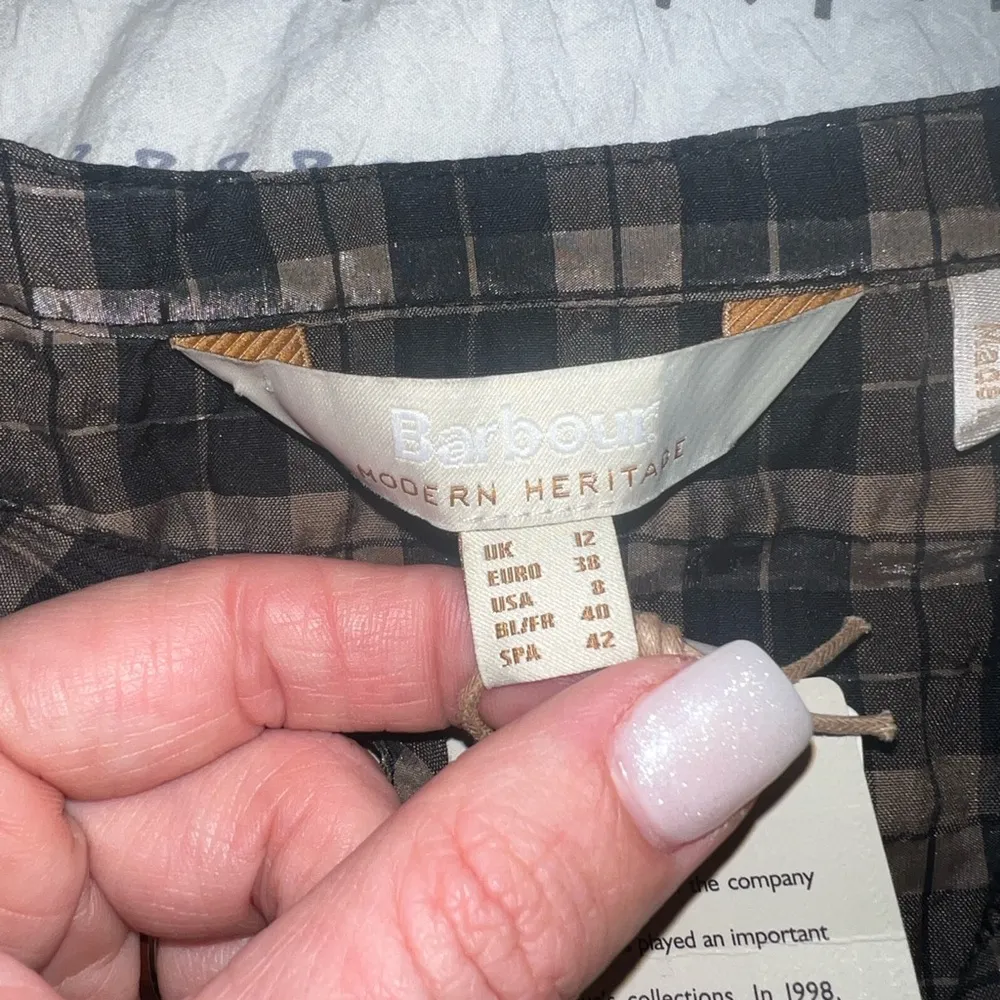 Barbour
MODERN HERITAGE
UK 12
EURO 38
USA 8
BL/FR 40
SPA 42
Made
the company
played an important
collections. In 1998,